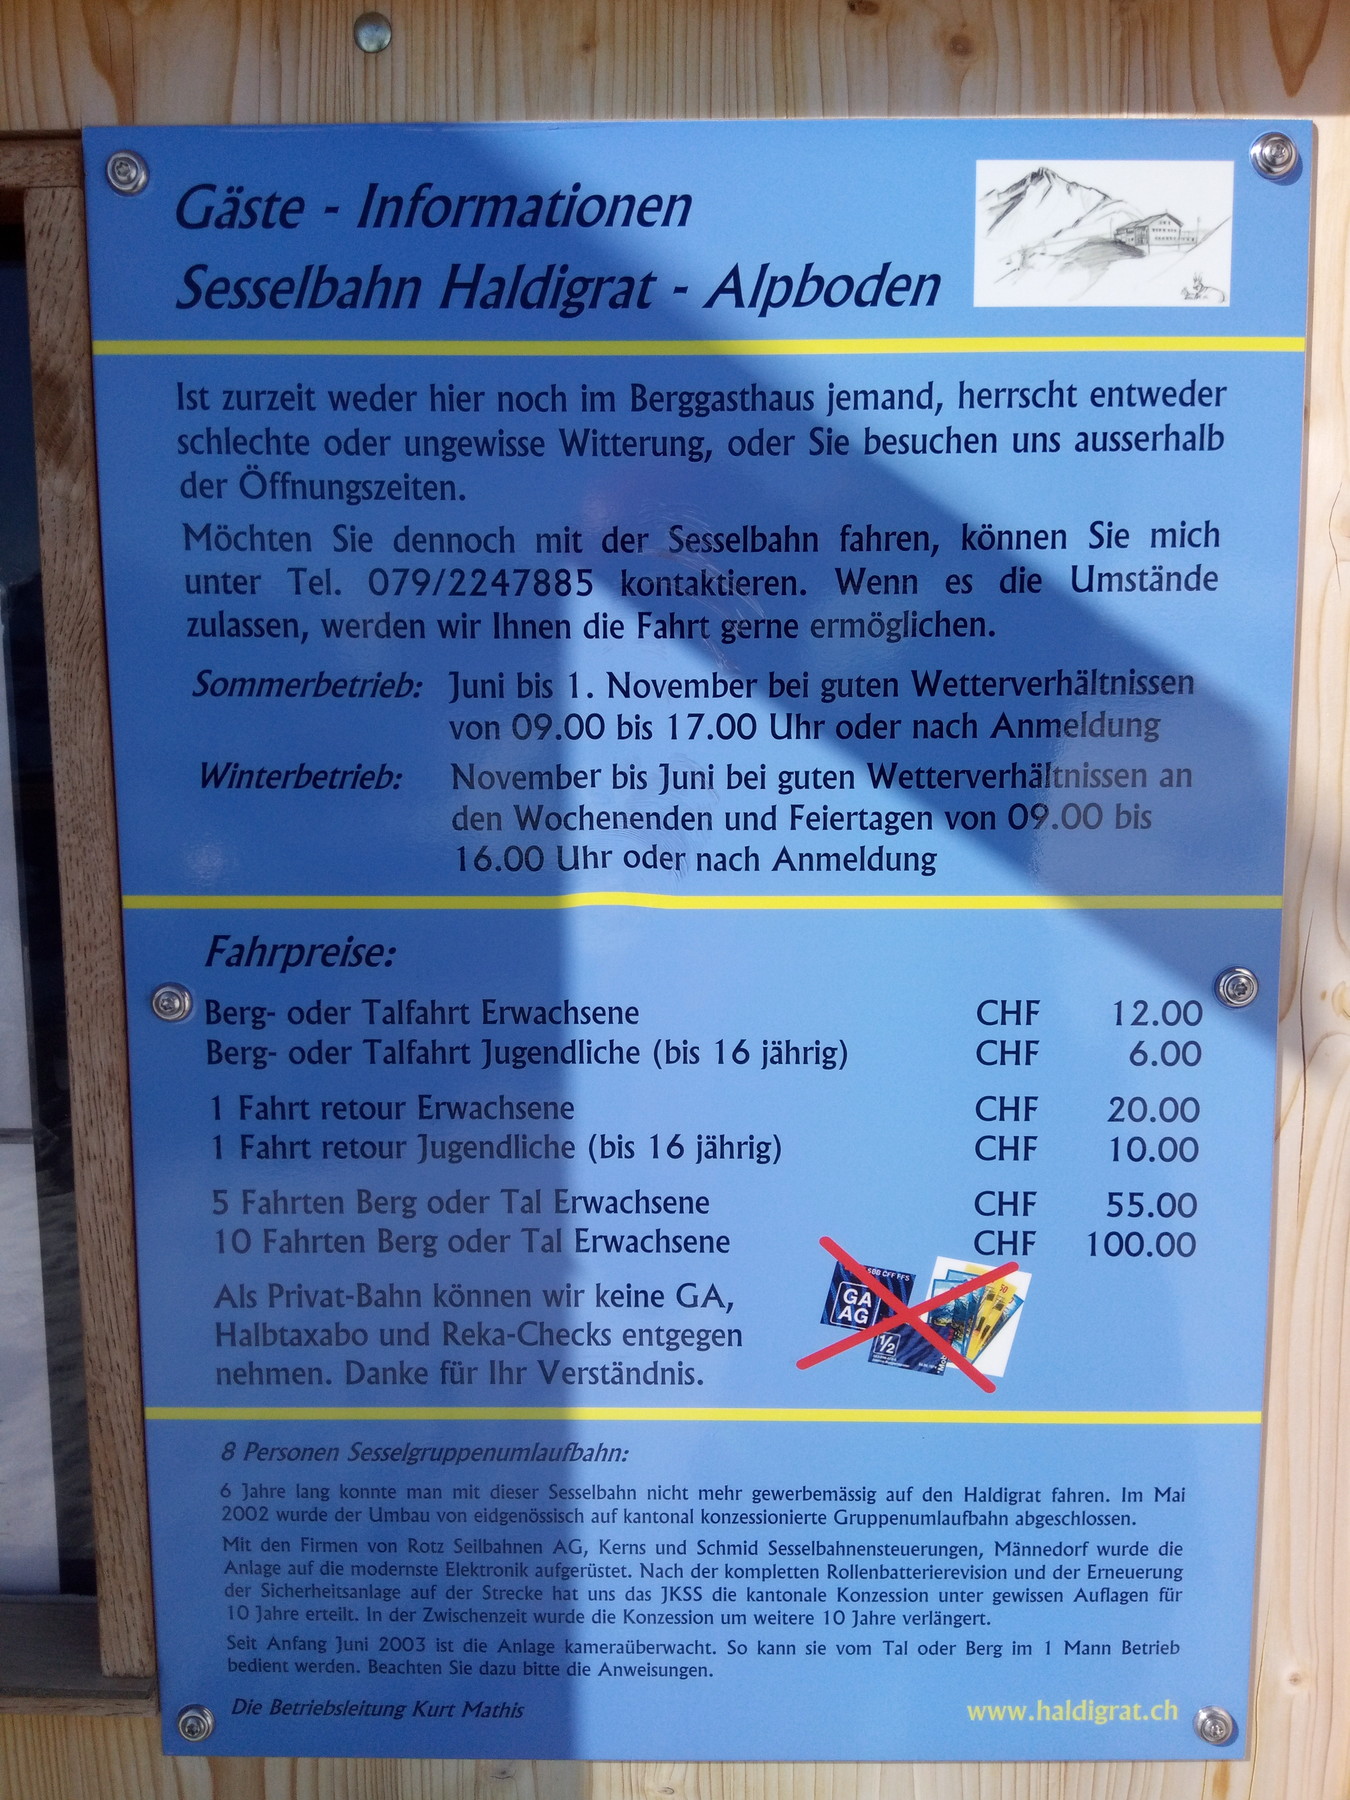 Gäste - Informationen
Sesselbahn Haldigrat - Alpboden
Ist zurzeit weder hier noch im Berggasthaus jemand, herrscht entweder
schlechte oder ungewisse Witterung, oder Sie besuchen uns ausserhalb
der Öffnungszeiten.
Möchten Sie dennoch mit der Sesselbahn fahren, können Sie mich
unter Tel. 079/2247885 kontaktieren. Wenn es die Umstände
zulassen, werden wir Ihnen die Fahrt gerne ermöglichen.
Sommerbetrieb: Juni bis 1. November bei guten Wetterverhältnissen
von 09.00 bis 17.00 Uhr oder nach Anmeldung
Winterbetrieb: November bis Juni bei guten Wetterverhältnissen an
den Wochenenden und Feiertagen von 09.00 bis
16.00 Uhr oder nach Anmeldung
Fahrpreise:
Berg- oder Talfahrt Erwachsene CHF 12.00
Berg- oder Talfahrt Jugendliche (bis 16 jährig) CHF 6.00
1 Fahrt retour Erwachsene CHF 20.00
1 Fahrt retour Jugendliche (bis 16 jährig) CHF 10.00
5 Fahrten Berg oder Tal Erwachsene CHF 55.00
10 Fahrten Berg oder Tal Erwachsene CHF 100.00
Als Privat-Bahn können wir keine GA,
Halbtaxabo und Reka-Checks entgegen
nehmen. Danke für Ihr Verständnis.
SBB CFF FFS
GA
AG
1/2
50
8 Personen Sesselgruppenumlaufbahn:
6 Jahre lang konnte man mit dieser Sesselbahn nicht mehr gewerbemässig auf den Haldigrat fahren. Im Mai
2002 wurde der Umbau von eidgenössisch auf kantonal konzessionierte Gruppenumlaufbahn abgeschlossen.
Mit den Firmen von Rotz Seilbahnen AG, Kerns und Schmid Sesselbahnensteuerungen, Männedorf wurde die
Anlage auf die modernste Elektronik aufgerüstet. Nach der kompletten Rollenbatterierevision und der Erneuerung
der Sicherheitsanlage auf der Strecke hat uns das JKSS die kantonale Konzession unter gewissen Auflagen für
10 Jahre erteilt. In der Zwischenzeit wurde die Konzession um weitere 10 Jahre verlängert.
Seit Anfang Juni 2003 ist die Anlage kameraüberwacht. So kann sie vom Tal oder Berg im 1 Mann Betrieb
bedient werden. Beachten Sie dazu bitte die Anweisungen.
Die Betriebsleitung Kurt Mathis
www.haldigrat.ch